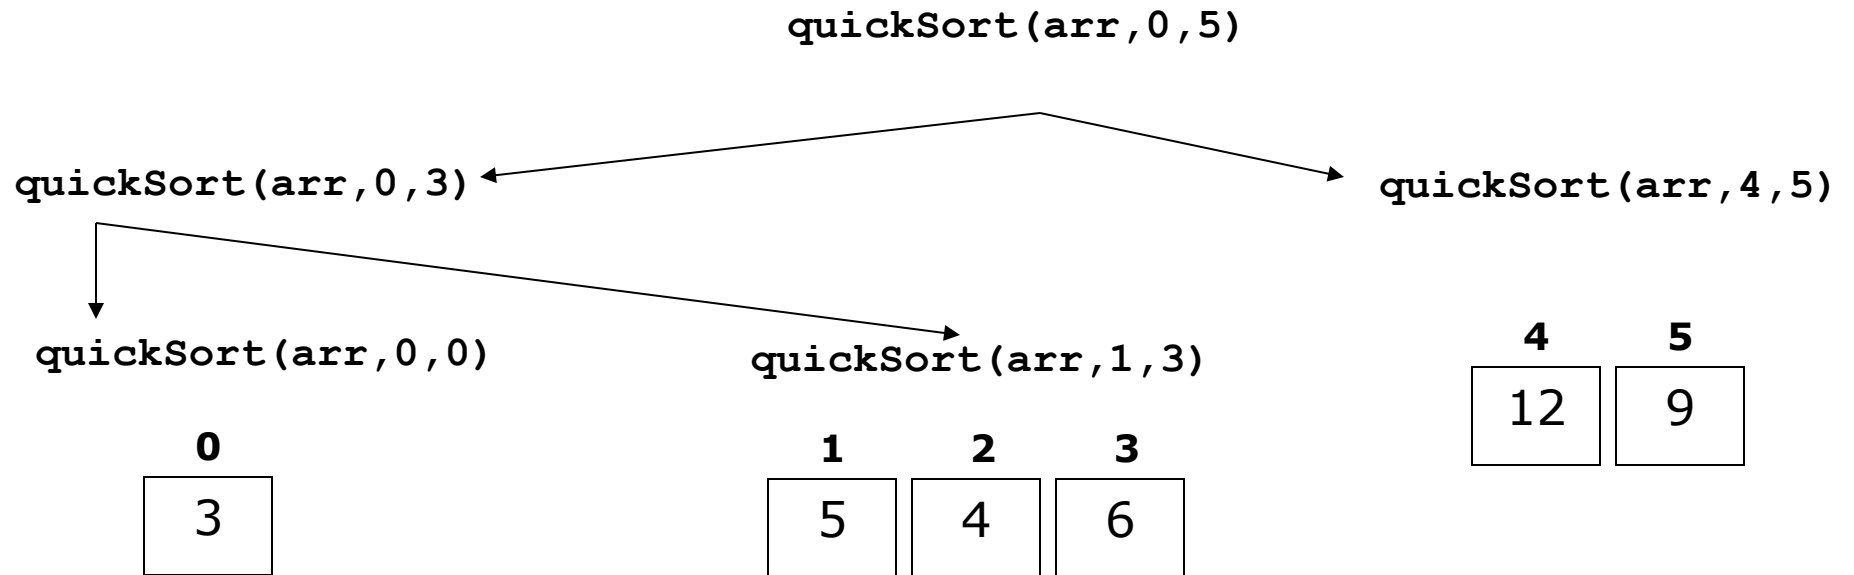 quickSort(arr,0,5)
quickSort(arr,0,3)
quickSort(arr,4,5)
quickSort(arr,0,0)
quickSort(arr,1,3)
4 5
12 9
0
3
1 2 3
5 4 6